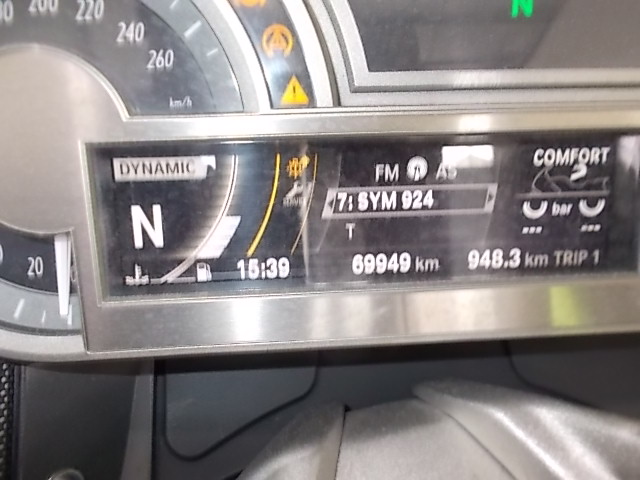 200 220
240
260
km/h
N
DYNAMIC
FM AS
COMFORT
7: SYM 924
N
bar
--- ---
T
20
15:39
69949 km
948.3 km TRIP 1